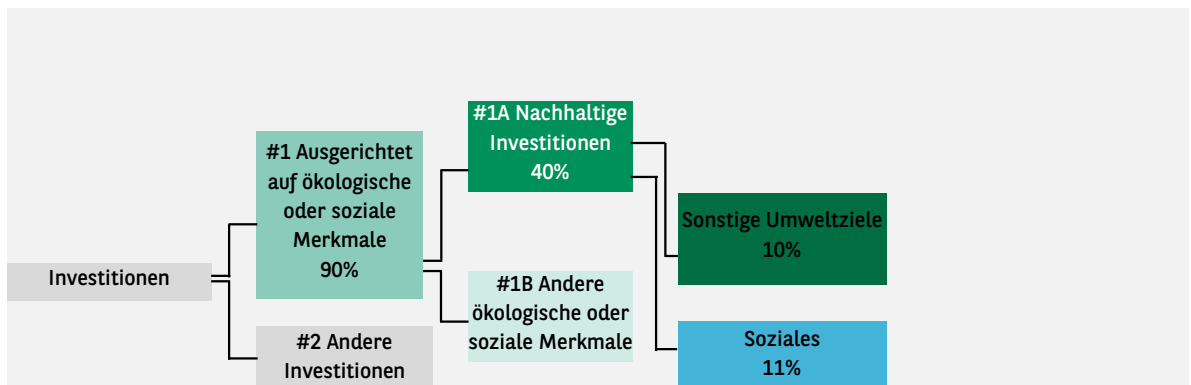 Investitionen
#1 Ausgerichtet
auf ökologische
oder soziale
Merkmale
90%
#2 Andere
Investitionen
#1A Nachhaltige
Investitionen
40%
#1B Andere
ökologische oder
soziale Merkmale
Sonstige Umweltziele
10%
Soziales
11%